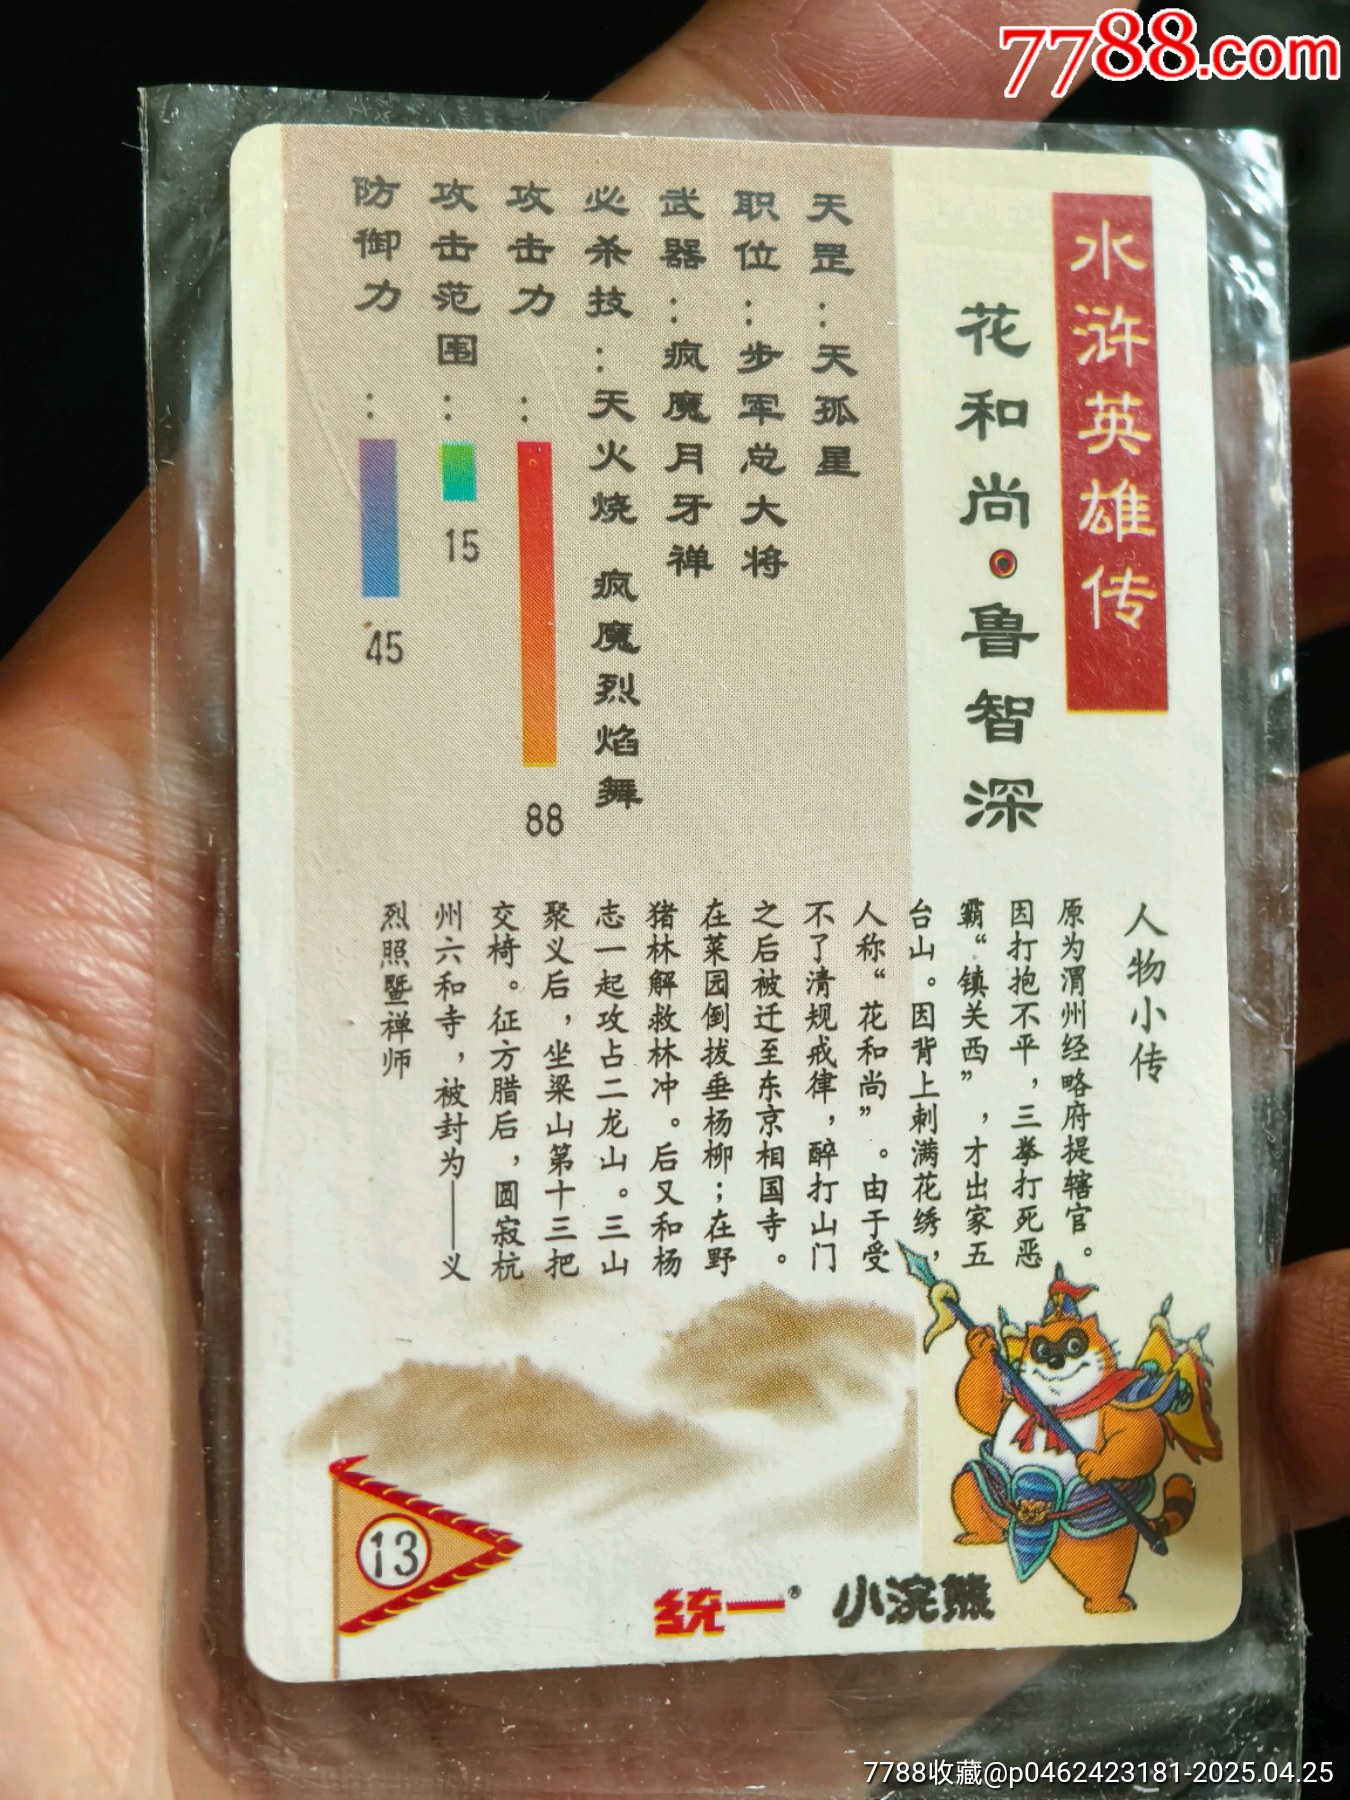 7788.com
水浒英雄传
花和尚·鲁智深
天罡：天孤星
职位：步军总大将
武器：疯魔月牙禅
必杀技：天火烧 疯魔烈焰舞
攻击力：
88
攻击范围：
15
防御力：
45
人物小传
原为渭州经略府提辖官。
因打抱不平，三拳打死恶
霸“镇关西”，才出家五
台山。因背上刺满花绣，
人称“花和尚”。由于受
不了清规戒律，醉打山门
之后被迁至东京相国寺。
在菜园倒拔垂杨柳；在野
猪林解救林冲。后又和杨
志一起攻占二龙山。三山
聚义后，坐梁山第十三把
交椅。征方腊后，圆寂杭
州六和寺，被封为——义
烈照暨禅师
13
统一® 小浣熊
7788收藏@p0462423181-2025.04.25